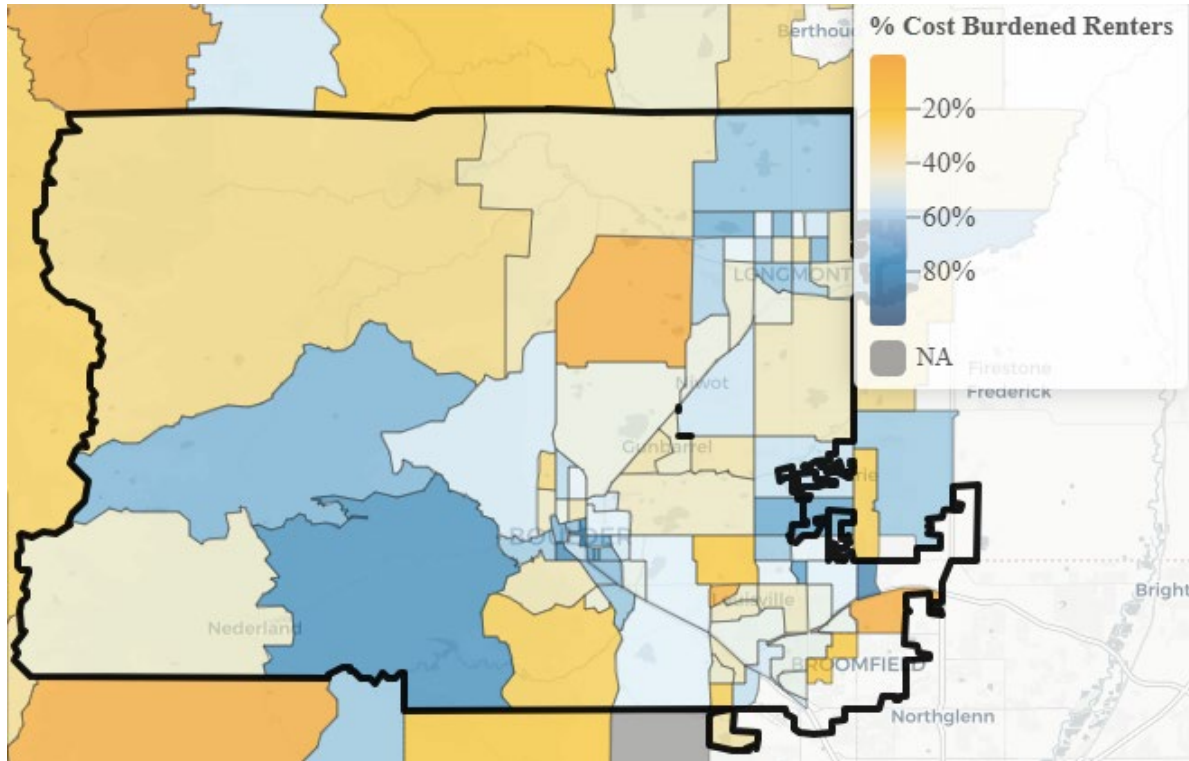 % Cost Burdened Renters
20%
40%
60%
80%
NA
Berthoud
LONGMONT
Firestone
Frederick
Niwot
Gunbarrel
rie
BOULDER
Louisville
Nederland
BROOMFIELD
Northglenn
Bright